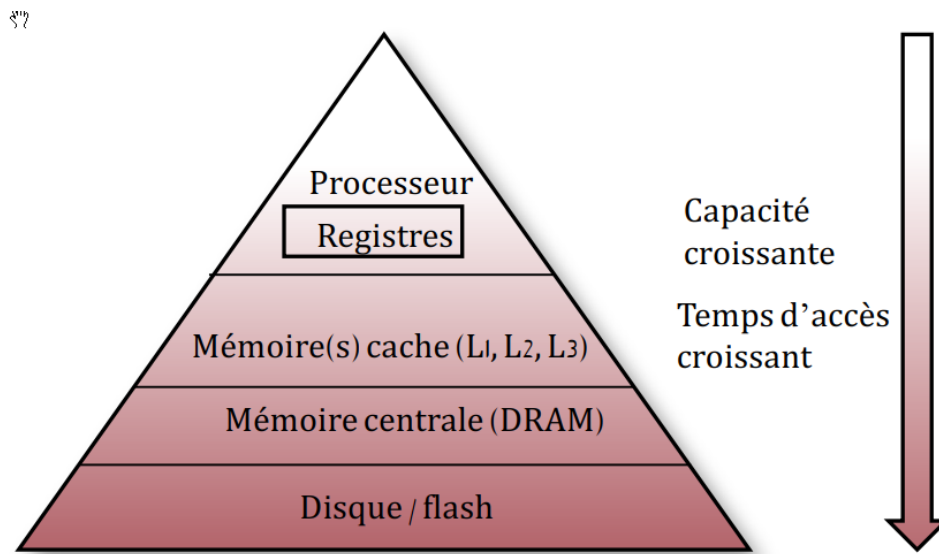 Processeur
Registres
Mémoire(s) cache (L1, L2, L3)
Mémoire centrale (DRAM)
Disque / flash
Capacité
croissante
Temps d'accès
croissant